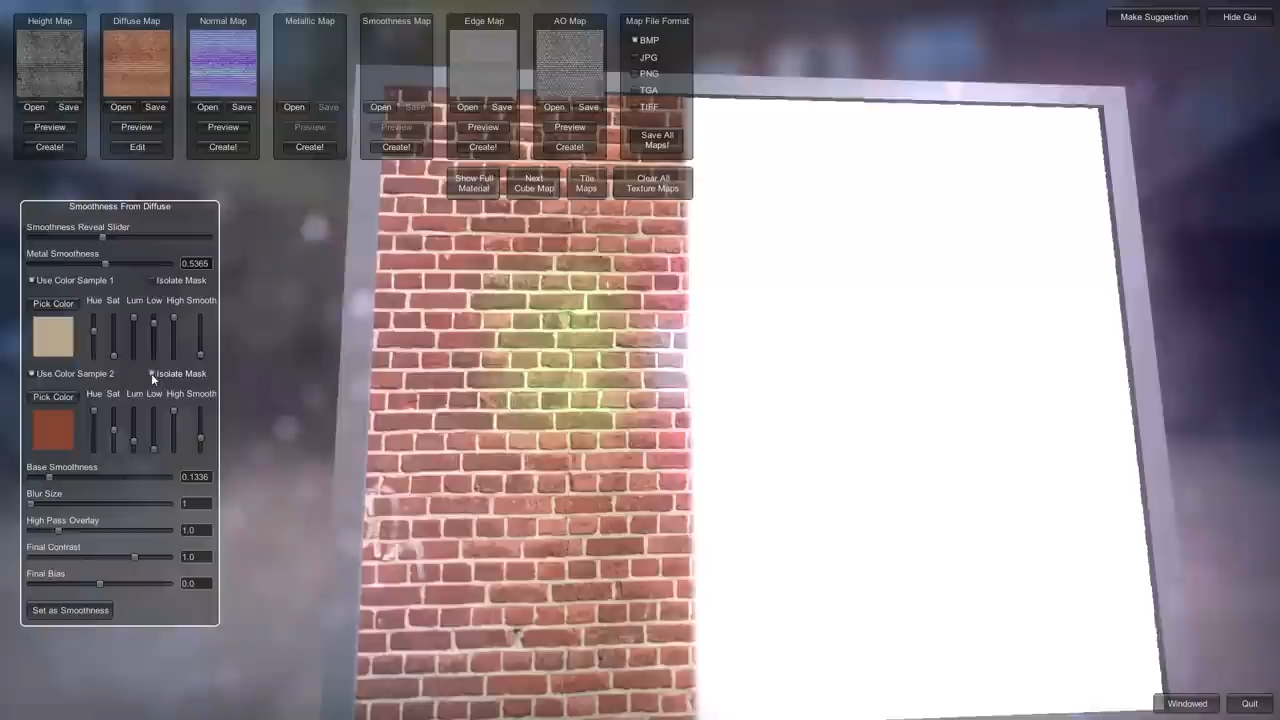 Height Map
Diffuse Map
Normal Map
Metallic Map
Smoothness Map
Edge Map
AO Map
Map File Format
Make Suggestion
Hide Gui
BMP
JPG
PNG
TGA
TIFF
Open Save
Open Save
Open Save
Open Save
Open Save
Open Save
Open Save
Preview
Preview
Preview
Preview
Preview
Preview
Preview
Save All
Maps!
Create!
Edit
Create!
Create!
Create!
Create!
Create!
Show Full
Material
Next
Cube Map
Tile
Maps
Clear All
Texture Maps
Smoothness From Diffuse
Smoothness Reveal Slider
Metal Smoothness
0.5365
Use Color Sample 1
Isolate Mask
Pick Color
Hue Sat Lum Low High Smooth
Use Color Sample 2
Isolate Mask
Pick Color
Hue Sat Lum Low High Smooth
Base Smoothness
0.1336
Blur Size
1
High Pass Overlay
1.0
Final Contrast
1.0
Final Bias
0.0
Set as Smoothness
Windowed
Quit